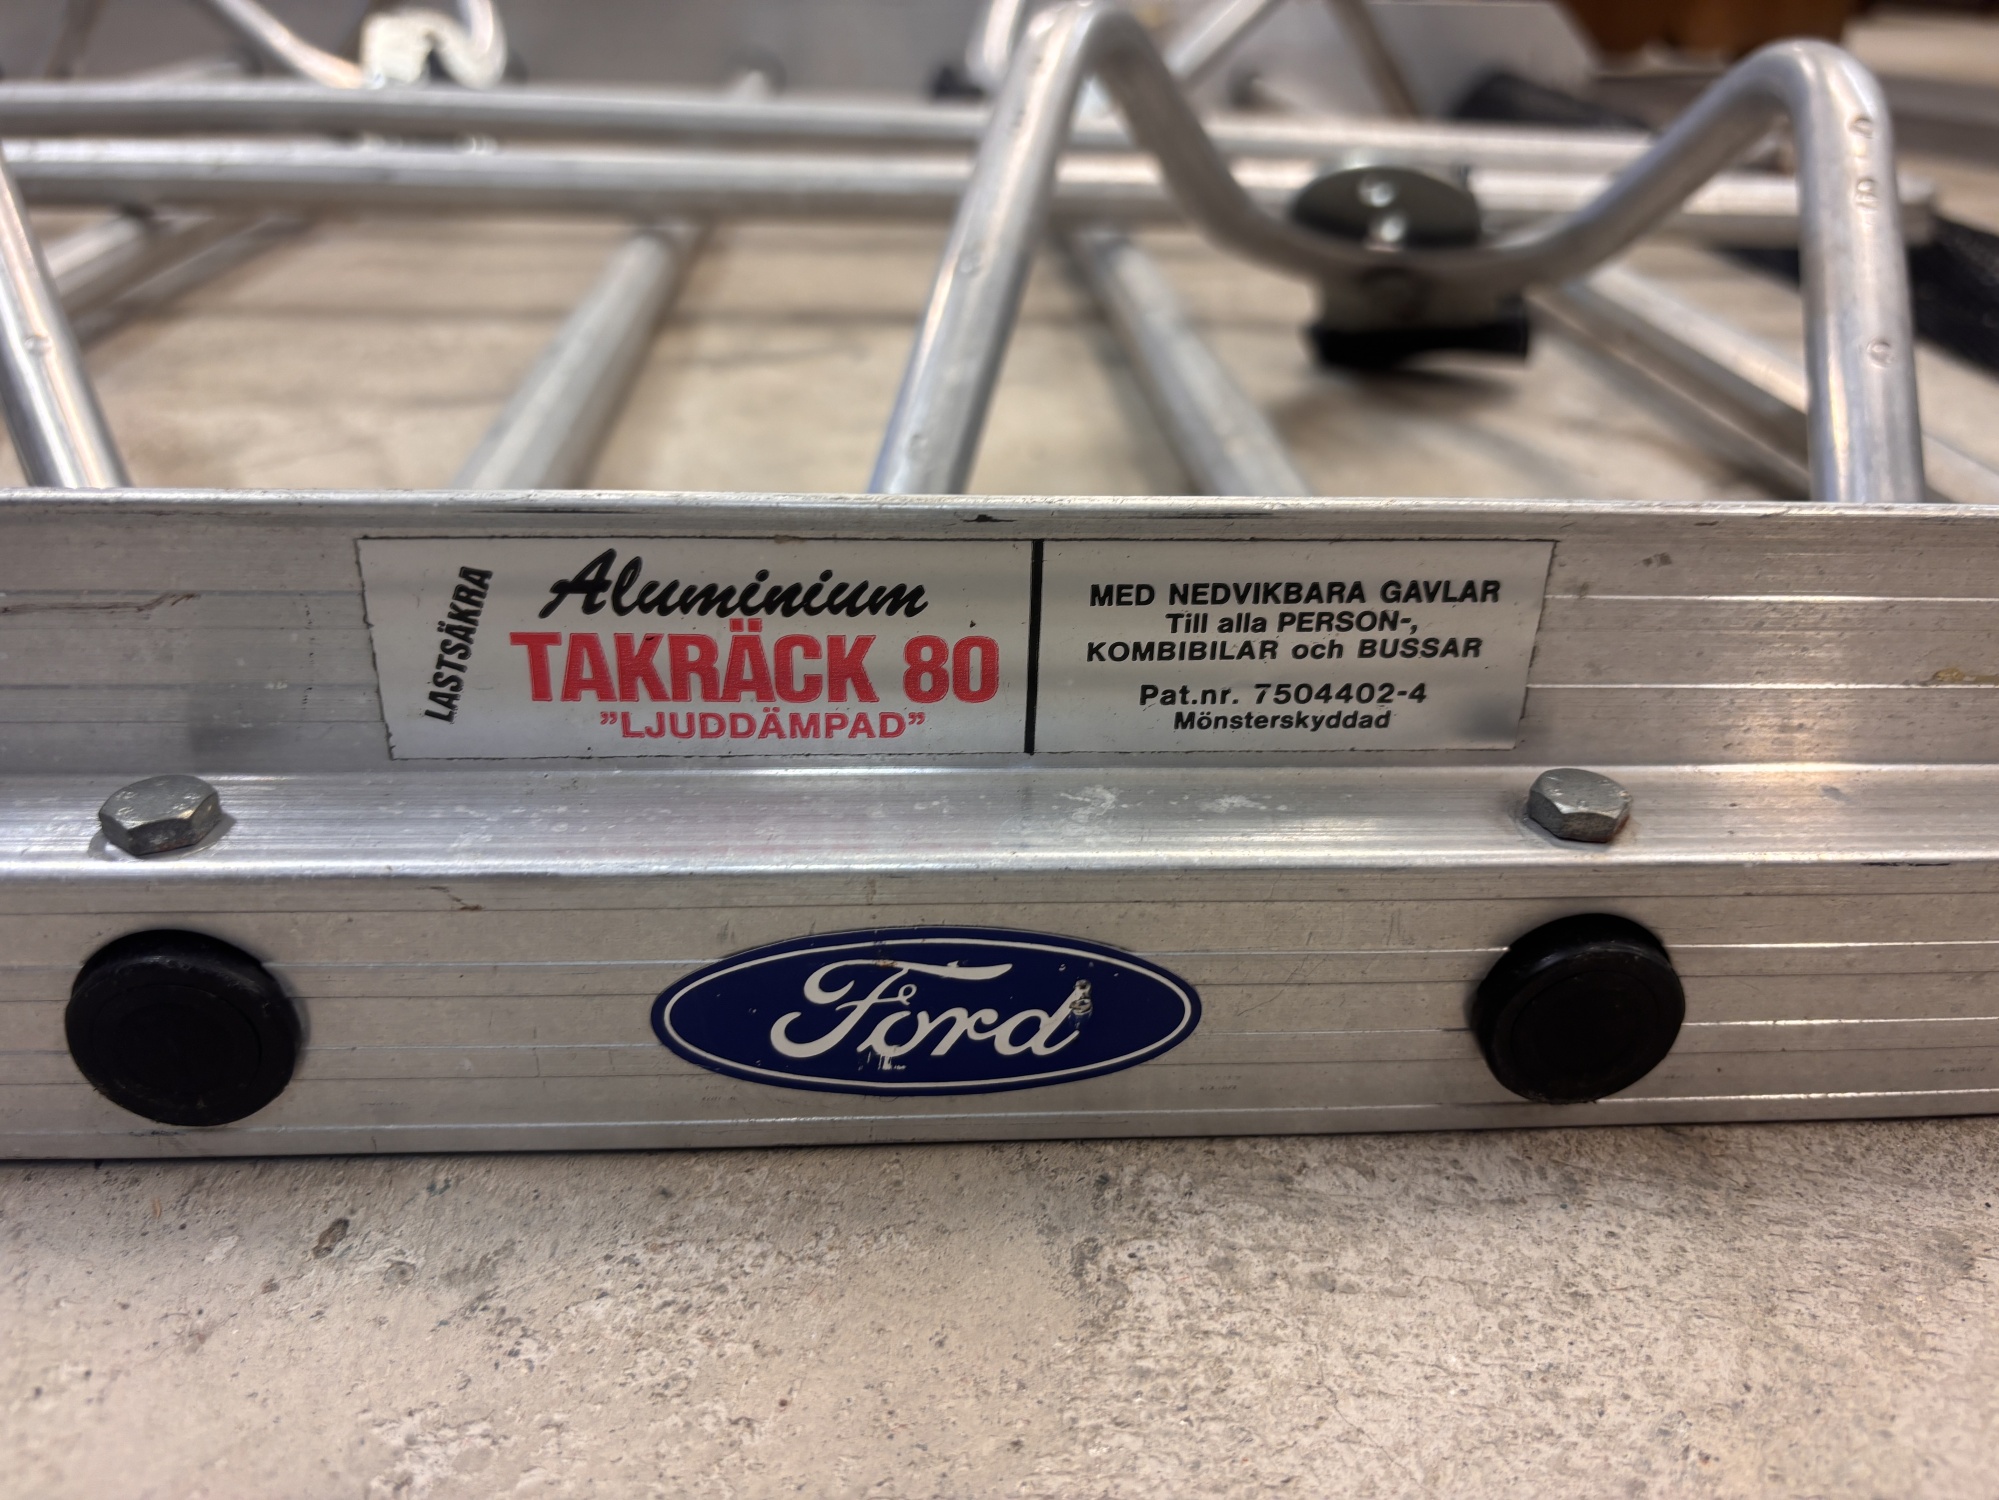 LASTSÄKRA
Aluminium
TAKRÄCK 80
”LJUDDÄMPAD”
MED NEDVIKBARA GAVLAR
Till alla PERSON-,
KOMBIBILAR och BUSSAR
Pat.nr. 7504402-4
Mönsterskyddad
Ford